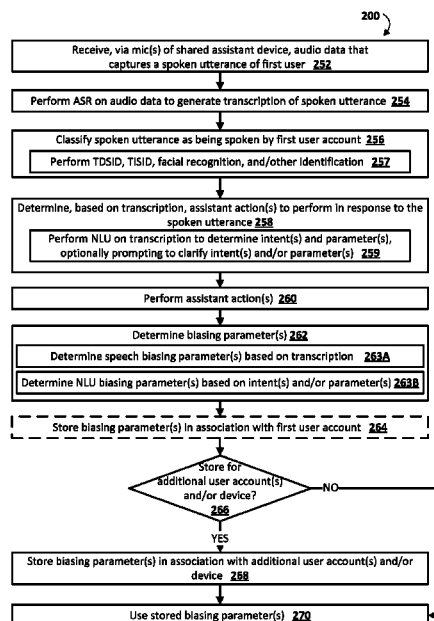 200
Receive, via mic(s) of shared assistant device, audio data that
captures a spoken utterance of first user 252
Perform ASR on audio data to generate transcription of spoken utterance 254
Classify spoken utterance as being spoken by first user account 256
Perform TDSID, TISID, facial recognition, and/other identification 257
Determine, based on transcription, assistant action(s) to perform in response to the
spoken utterance 258
Perform NLU on transcription to determine intent(s) and parameter(s),
optionally prompting to clarify intent(s) and/or parameter(s) 259
Perform assistant action(s) 260
Determine biasing parameter(s) 262
Determine speech biasing parameter(s) based on transcription 263A
Determine NLU biasing parameter(s) based on intent(s) and/or parameter(s) 263B
Store biasing parameter(s) in association with first user account 264
Store for
additional user account(s)
and/or device?
266
NO
YES
Store biasing parameter(s) in association with additional user account(s) and/or
device 268
Use stored biasing parameter(s) 270